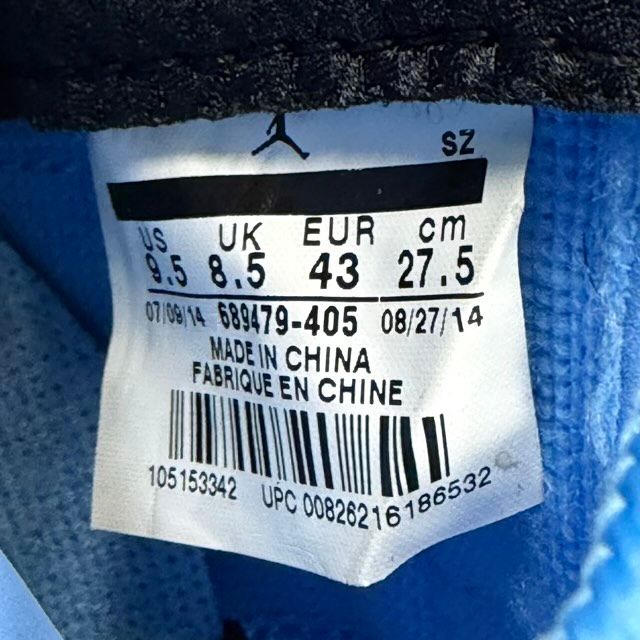 SZ
US UK EUR cm
9.5 8.5 43 27.5
07/09/14 689479-405 08/27/14
MADE IN CHINA
FABRIQUE EN CHINE
105153342 UPC 00826216186532